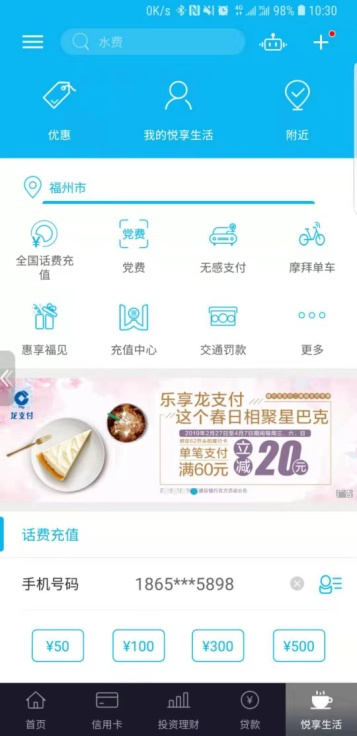 0K/s 98% 10:30
水费
优惠 我的悦享生活 附近
福州市
全国话费充值 党费 党费 无感支付 摩拜单车
惠享福见 充值中心 交通罚款 更多
龙支付
乐享龙支付
这个春日相聚星巴克
2019年2月27日至4月7日期间每周三、六、日
单笔支付
满60元 立减20元
广告
话费充值
手机号码 1865***5898
¥50 ¥100 ¥300 ¥500
首页 信用卡 投资理财 贷款 悦享生活